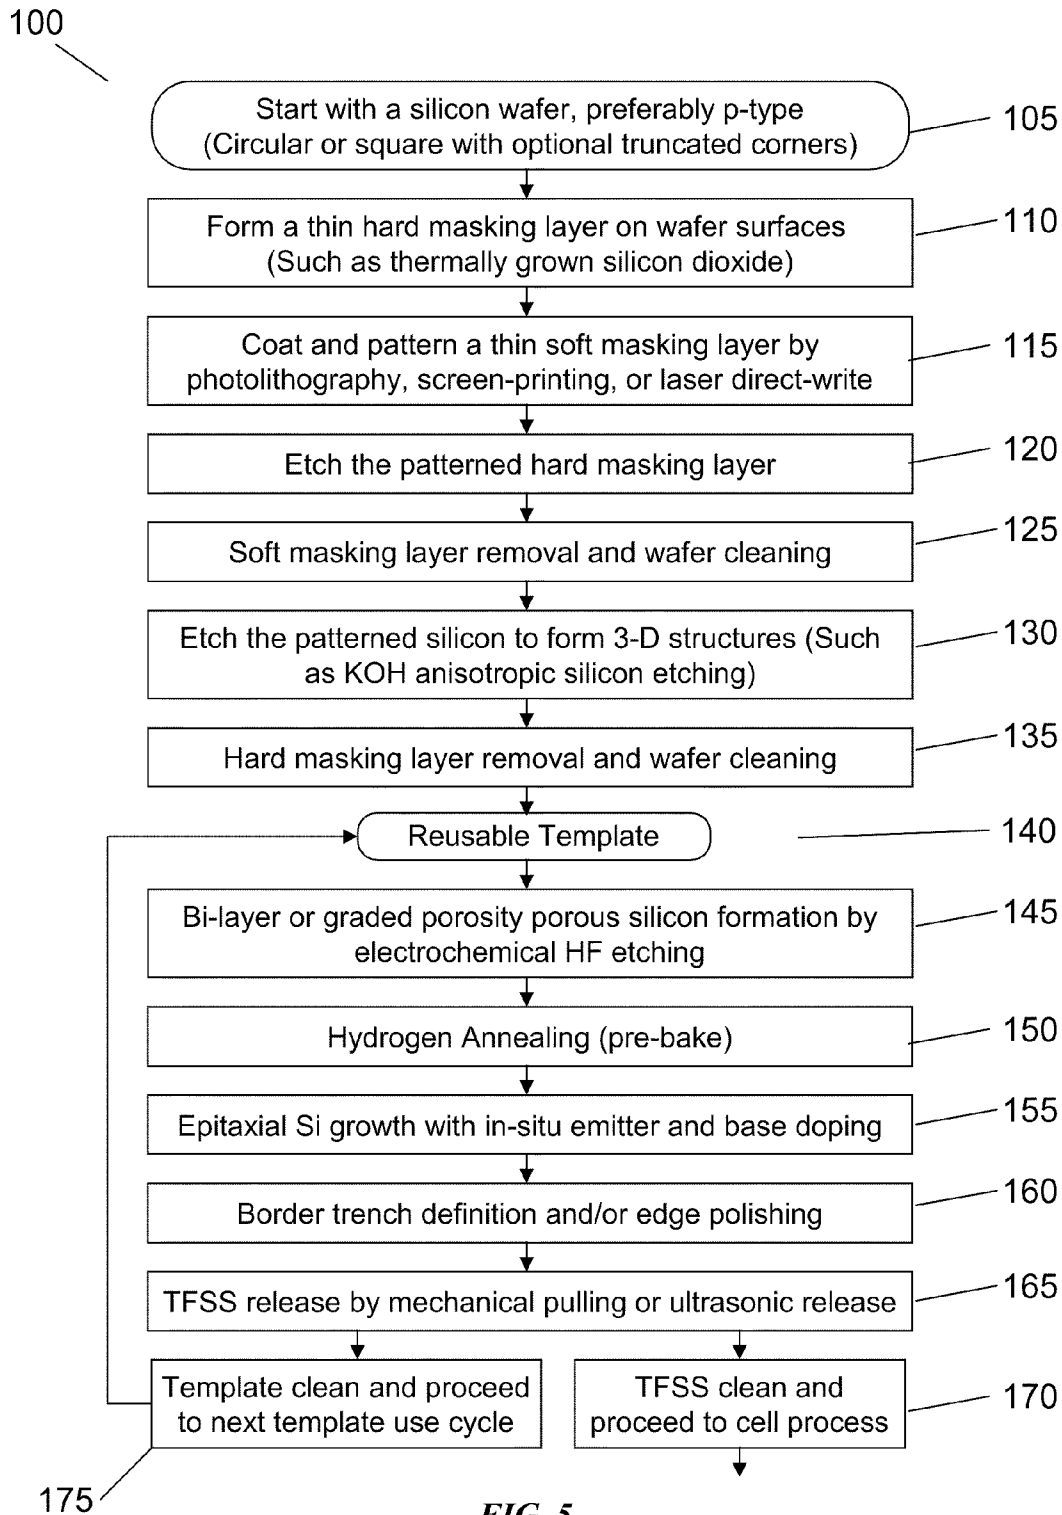 100
Start with a silicon wafer, preferably p-type
(Circular or square with optional truncated corners)
105
Form a thin hard masking layer on wafer surfaces
(Such as thermally grown silicon dioxide)
110
Coat and pattern a thin soft masking layer by
photolithography, screen-printing, or laser direct-write
115
Etch the patterned hard masking layer
120
Soft masking layer removal and wafer cleaning
125
Etch the patterned silicon to form 3-D structures (Such
as KOH anisotropic silicon etching)
130
Hard masking layer removal and wafer cleaning
135
Reusable Template
140
Bi-layer or graded porosity porous silicon formation by
electrochemical HF etching
145
Hydrogen Annealing (pre-bake)
150
Epitaxial Si growth with in-situ emitter and base doping
155
Border trench definition and/or edge polishing
160
TFSS release by mechanical pulling or ultrasonic release
165
Template clean and proceed
to next template use cycle
TFSS clean and
proceed to cell process
170
175
FIG. 5